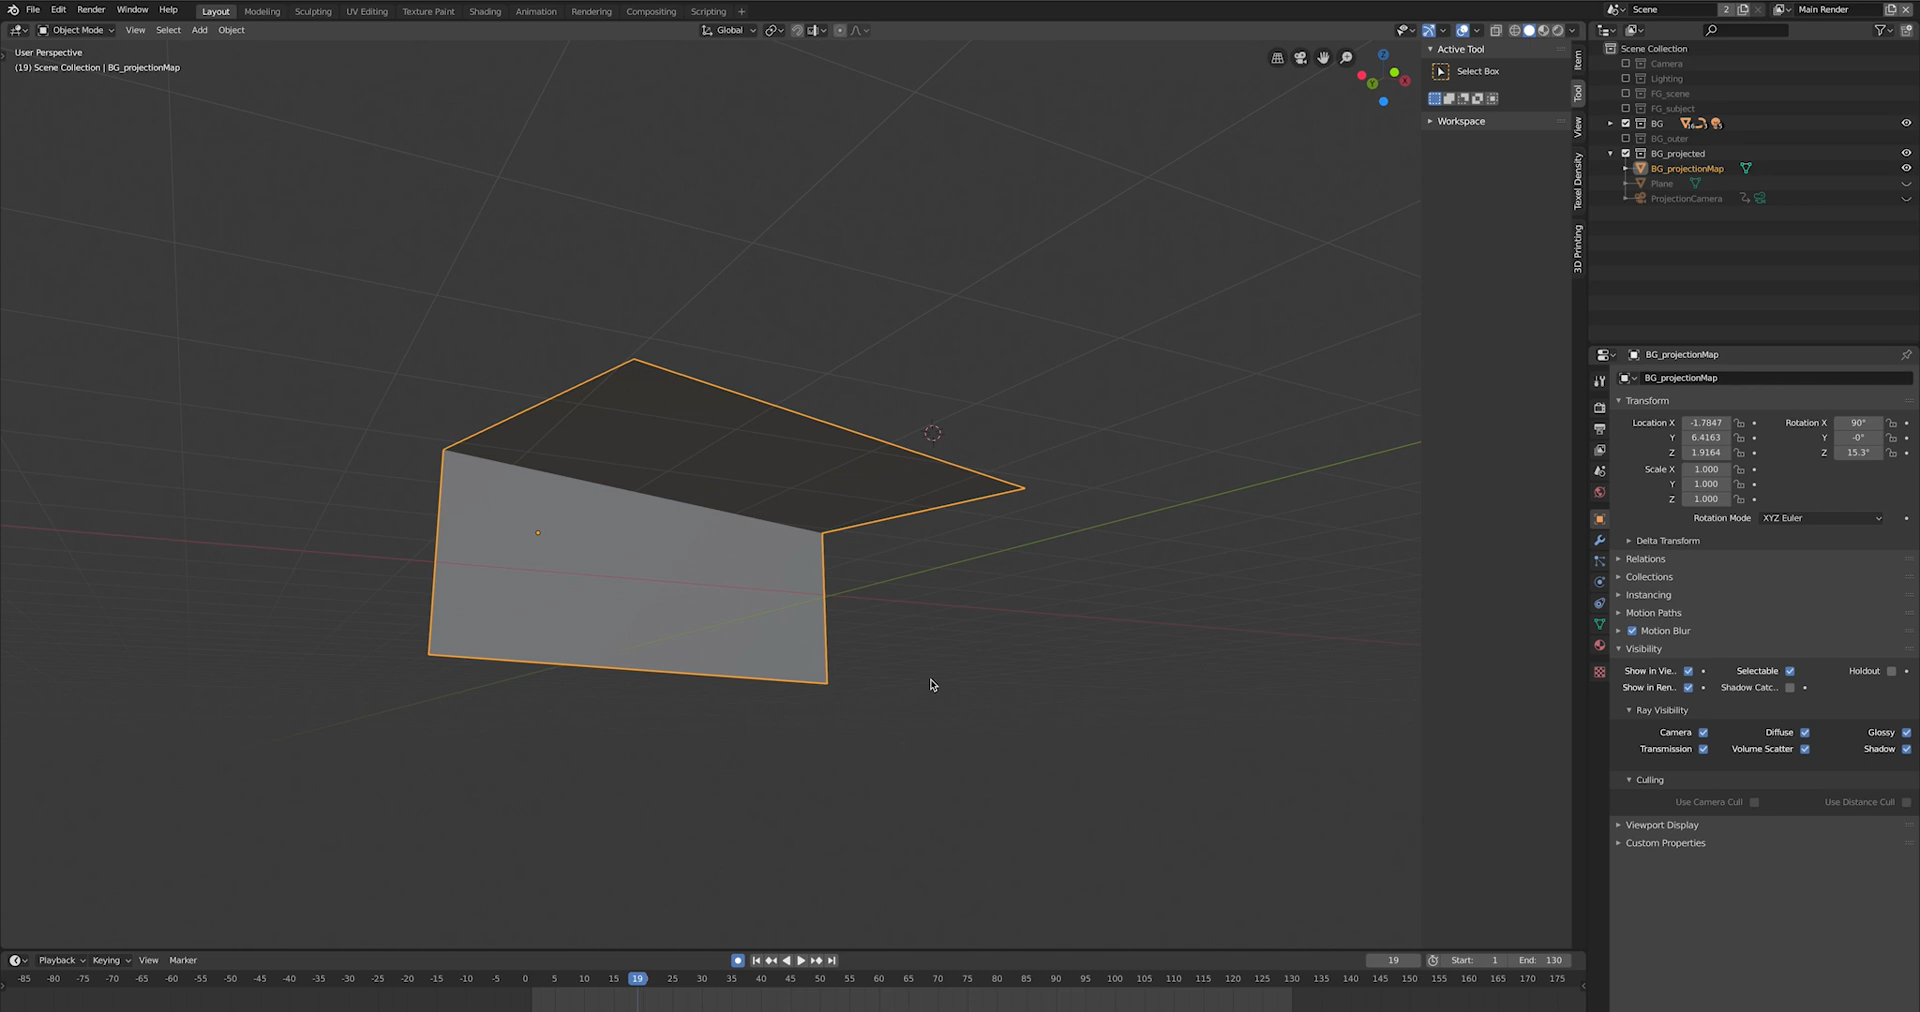 File Edit Render Window Help Layout Modeling Sculpting UV Editing Texture Paint Shading Animation Rendering Compositing Scripting + Scene 2 Main Render
Object Mode View Select Add Object Global
User Perspective
(19) Scene Collection | BG_projectionMap
Z
X
Y
Active Tool
Select Box
Workspace
Item
Tool
View
Texel Density
3D Printing
Scene Collection
Camera
Lighting
FG_scene
FG_subject
BG
BG_outer
BG_projected
BG_projectionMap
Plane
ProjectionCamera
BG_projectionMap
BG_projectionMap
Transform
Location X -1.7847 Rotation X 90°
Y 6.4163 Y -0°
Z 1.9164 Z 15.3°
Scale X 1.000
Y 1.000
Z 1.000
Rotation Mode XYZ Euler
Delta Transform
Relations
Collections
Instancing
Motion Paths
Motion Blur
Visibility
Show in Vie.. Selectable Holdout
Show in Ren.. Shadow Catc..
Ray Visibility
Camera Diffuse Glossy
Transmission Volume Scatter Shadow
Culling
Use Camera Cull Use Distance Cull
Viewport Display
Custom Properties
Playback Keying View Marker 19 Start: 1 End: 130
-85 -80 -75 -70 -65 -60 -55 -50 -45 -40 -35 -30 -25 -20 -15 -10 -5 0 5 10 15 19 25 30 35 40 45 50 55 60 65 70 75 80 85 90 95 100 105 110 115 120 125 130 135 140 145 150 155 160 165 170 175